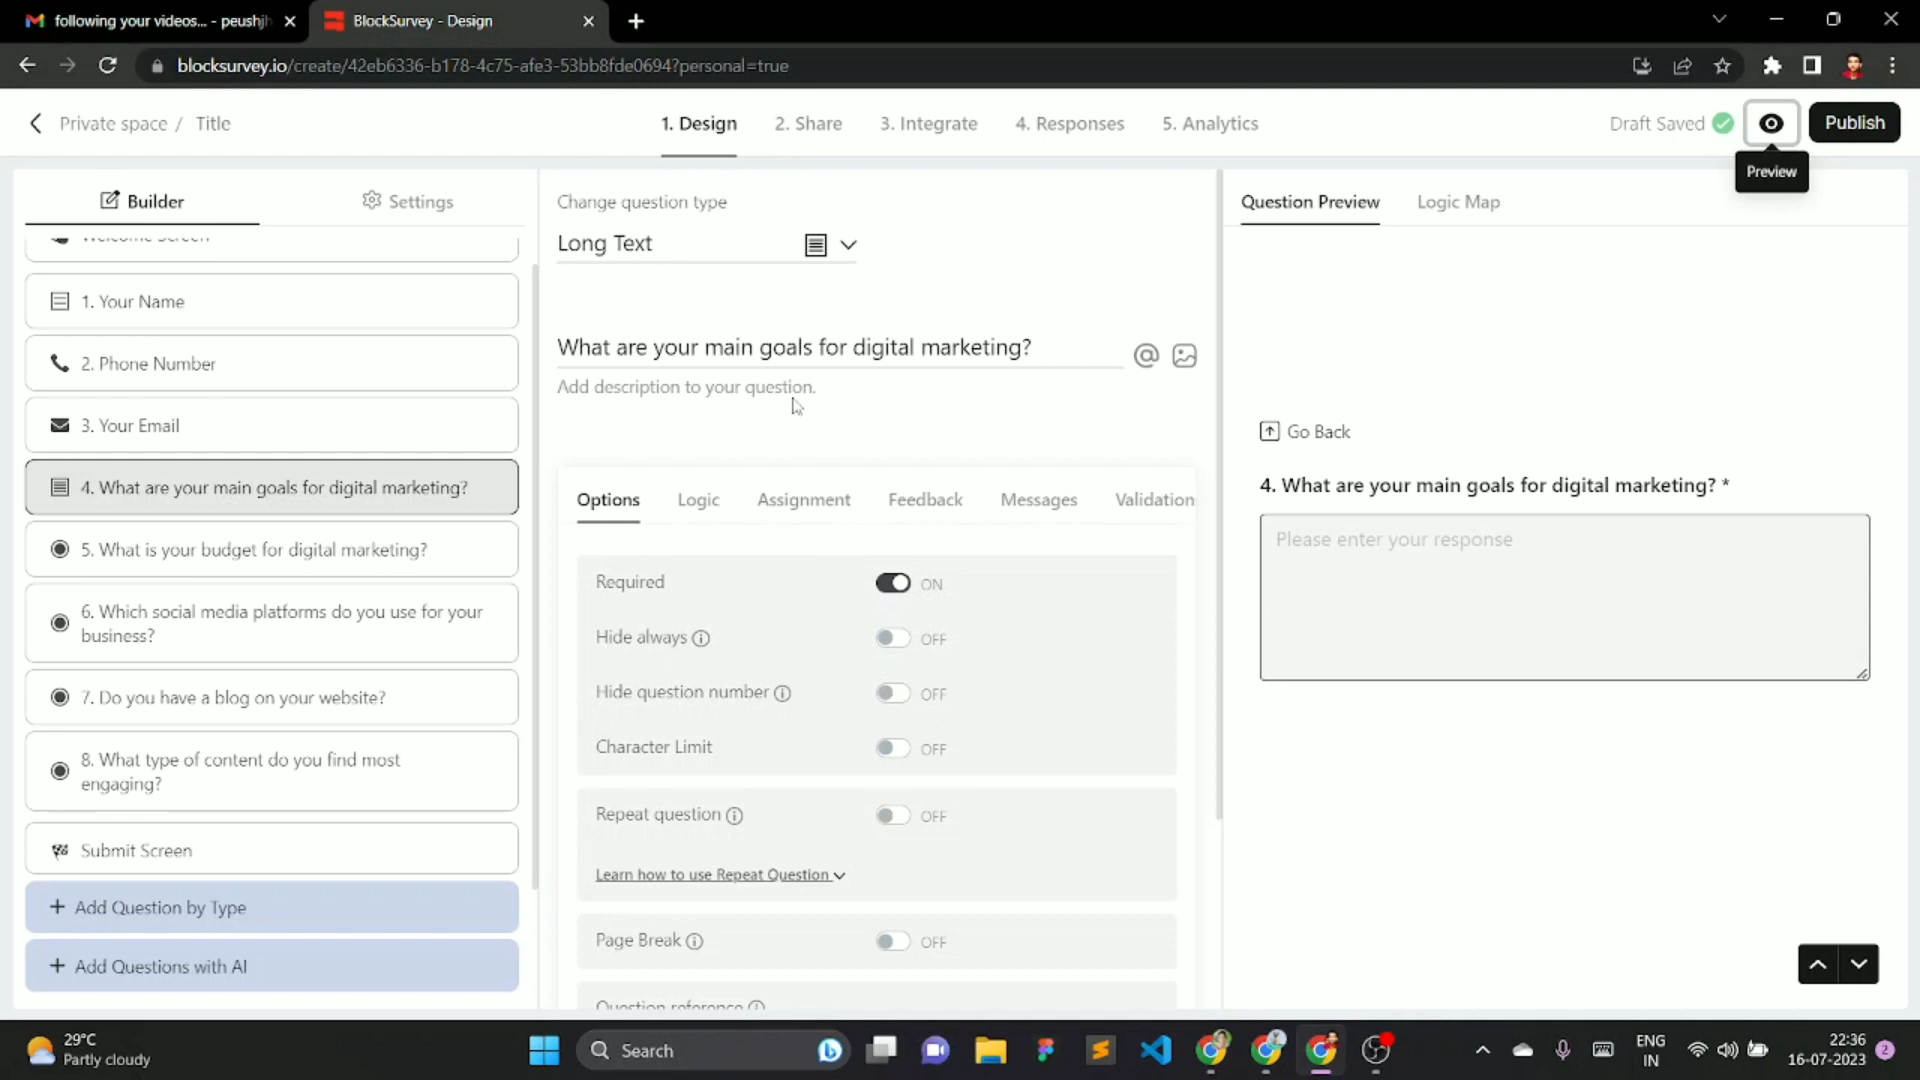 following your videos... - peushjh
BlockSurvey - Design
blocksurvey.io/create/42eb6336-b178-4c75-afe3-53bb8fde0694?personal=true
Private space / Title
1. Design
2. Share
3. Integrate
4. Responses
5. Analytics
Draft Saved
Publish
Preview
Builder
Settings
Welcome Screen
1. Your Name
2. Phone Number
3. Your Email
4. What are your main goals for digital marketing?
5. What is your budget for digital marketing?
6. Which social media platforms do you use for your
business?
7. Do you have a blog on your website?
8. What type of content do you find most
engaging?
Submit Screen
+ Add Question by Type
+ Add Questions with AI
Change question type
Long Text
What are your main goals for digital marketing?
Add description to your question.
Options
Logic
Assignment
Feedback
Messages
Validation
Required
ON
Hide always
OFF
Hide question number
OFF
Character Limit
OFF
Repeat question
OFF
Learn how to use Repeat Question
Page Break
OFF
Question reference
Question Preview
Logic Map
Go Back
4. What are your main goals for digital marketing? *
Please enter your response
29°C
Partly cloudy
Search
ENG
IN
22:36
16-07-2023
2